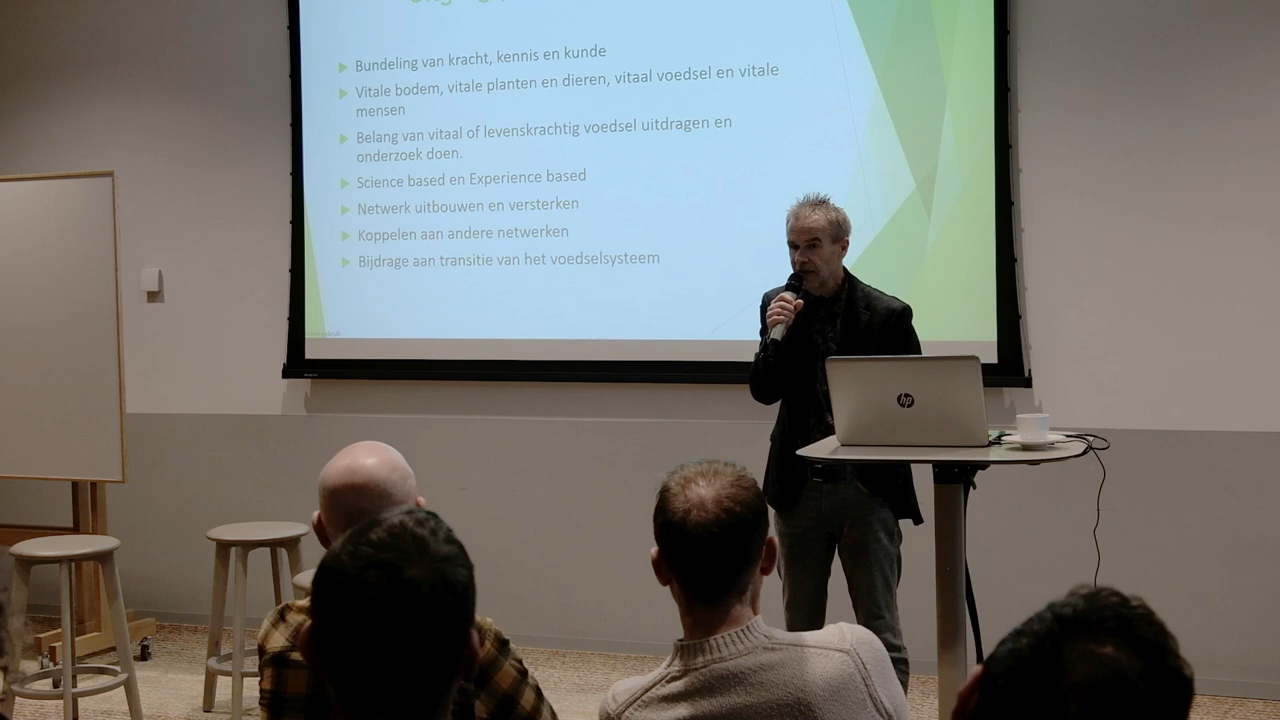 Bundeling van kracht, kennis en kunde
Vitale bodem, vitale planten en dieren, vitaal voedsel en vitale
mensen
Belang van vitaal of levenskrachtig voedsel uitdragen en
onderzoek doen.
Science based en Experience based
Netwerk uitbouwen en versterken
Koppelen aan andere netwerken
Bijdrage aan transitie van het voedselsysteem
hp